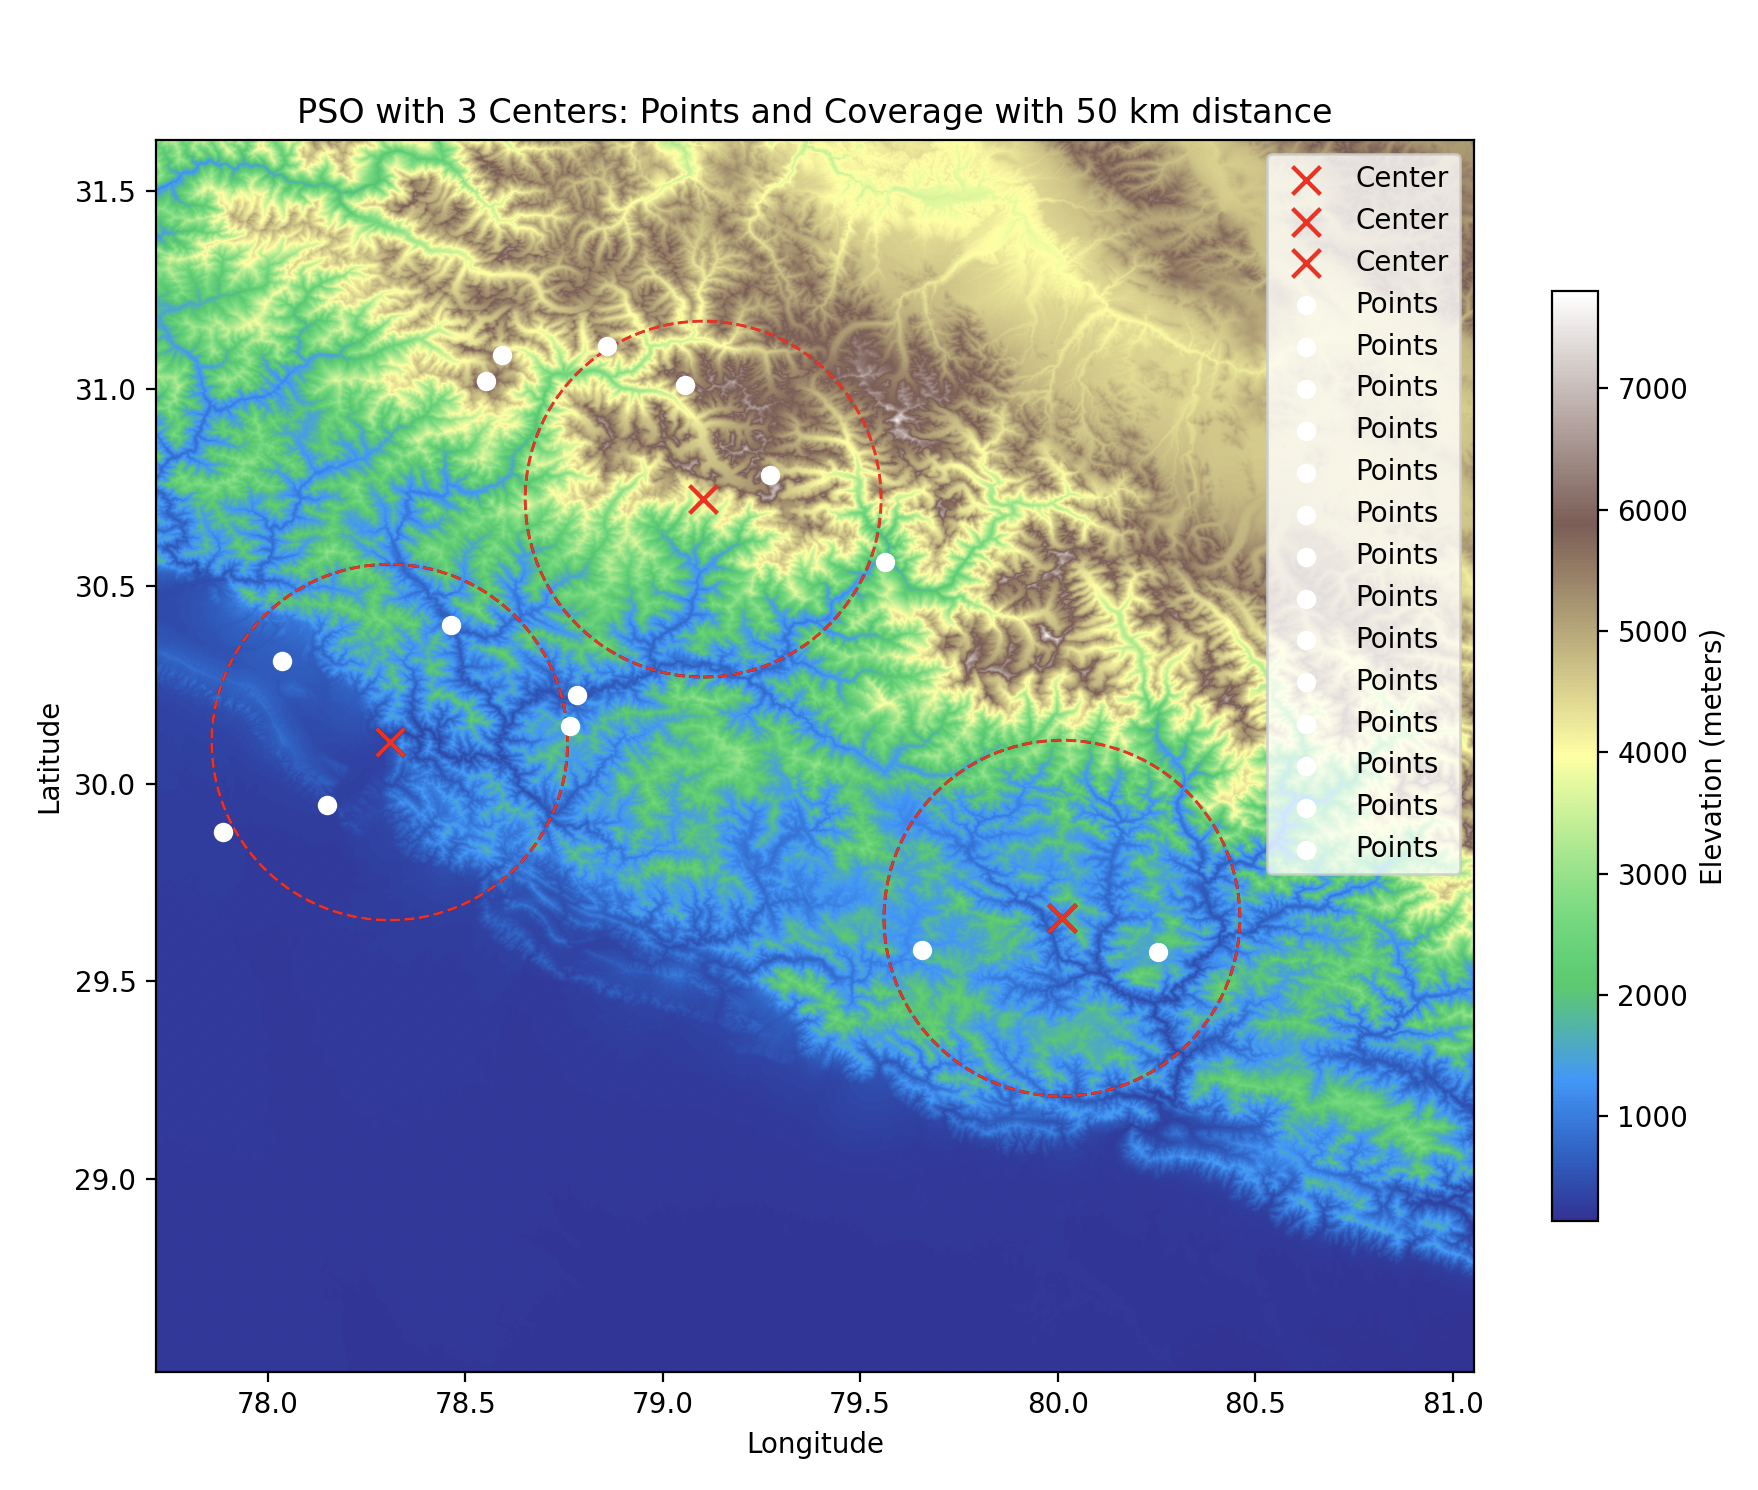 PSO with 3 Centers: Points and Coverage with 50 km distance
31.5
31.0
30.5
30.0
29.5
29.0
Latitude
78.0 78.5 79.0 79.5 80.0 80.5 81.0
Longitude
Center
Center
Center
Points
Points
Points
Points
Points
Points
Points
Points
Points
Points
Points
Points
Points
Points
7000
6000
5000
4000
3000
2000
1000
Elevation (meters)